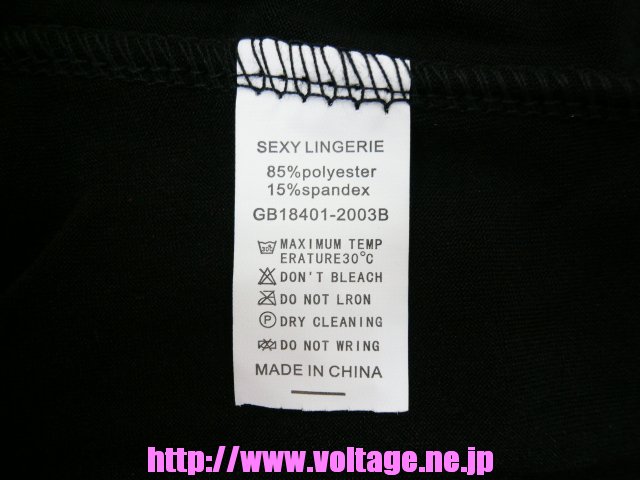 SEXY LINGERIE
85%polyester
15%spandex
GB18401-2003B
30°
MAXIMUM TEMP
ERATURE30°C
DON'T BLEACH
DO NOT LRON
P DRY CLEANING
DO NOT WRING
MADE IN CHINA
http://www.voltage.ne.jp